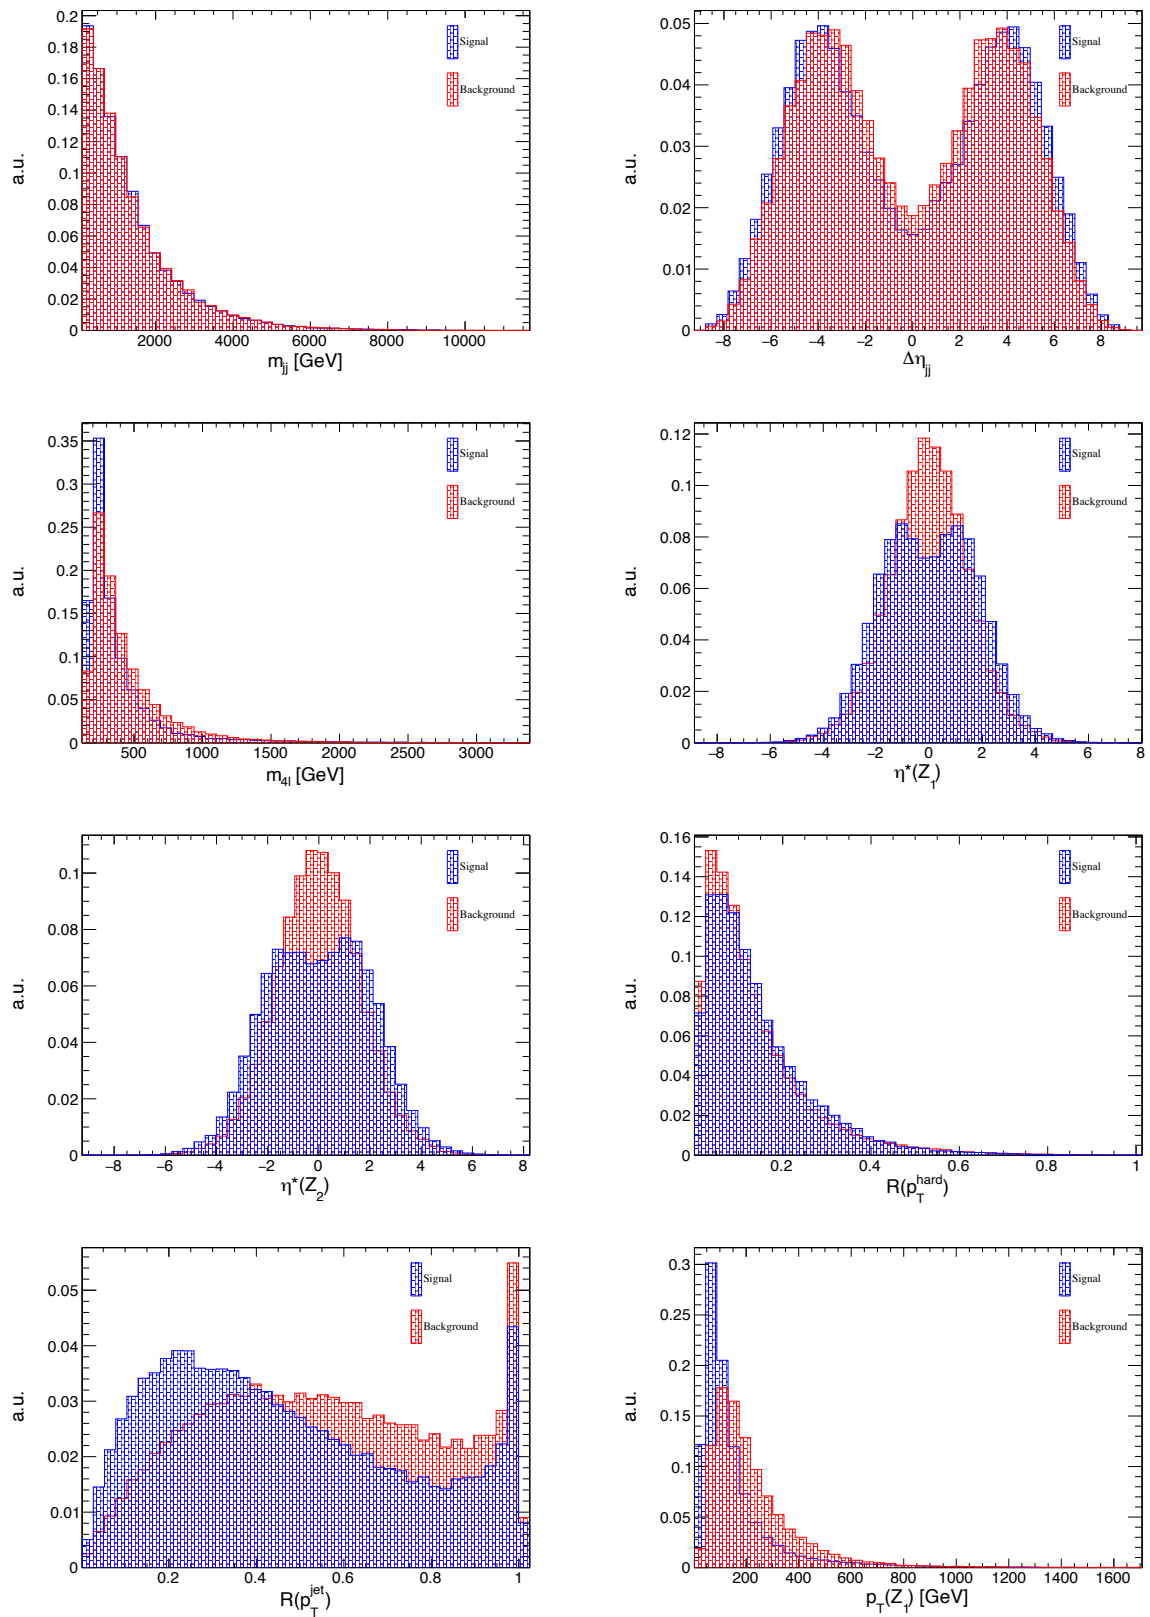 0.2
0.18
0.16
0.14
0.12
0.1
0.08
0.06
0.04
0.02
0
a.u.
Signal
Background
2000 4000 6000 8000 10000
m_jj [GeV]
0.05
0.04
0.03
0.02
0.01
0
a.u.
Signal
Background
−8 −6 −4 −2 0 2 4 6 8
Δη_jj
0.35
0.3
0.25
0.2
0.15
0.1
0.05
0
a.u.
Signal
Background
500 1000 1500 2000 2500 3000
m_4l [GeV]
0.12
0.1
0.08
0.06
0.04
0.02
0
a.u.
Signal
Background
−8 −6 −4 −2 0 2 4 6 8
η*(Z_1)
0.1
0.08
0.06
0.04
0.02
0
a.u.
Signal
Background
−8 −6 −4 −2 0 2 4 6 8
η*(Z_2)
0.16
0.14
0.12
0.1
0.08
0.06
0.04
0.02
0
a.u.
Signal
Background
0.2 0.4 0.6 0.8 1
R(p_T^hard)
0.05
0.04
0.03
0.02
0.01
0
a.u.
Signal
Background
0.2 0.4 0.6 0.8 1
R(p_T^jet)
0.3
0.25
0.2
0.15
0.1
0.05
0
a.u.
Signal
Background
200 400 600 800 1000 1200 1400 1600
p_T(Z_1) [GeV]